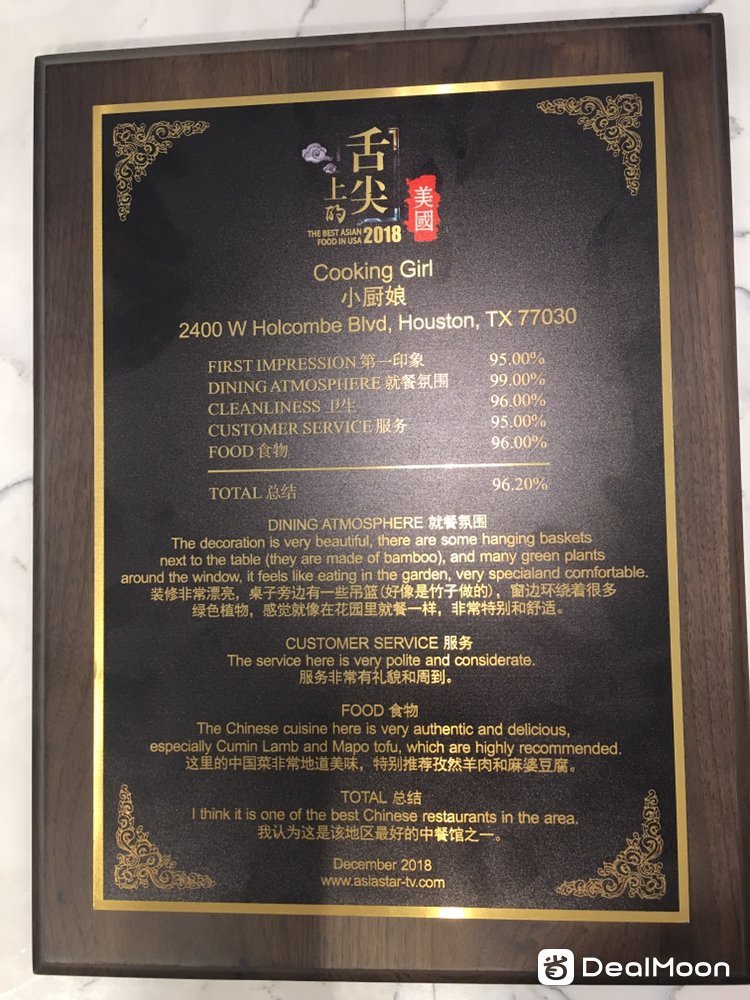 舌尖
上的
美國
THE BEST ASIAN
FOOD IN USA 2018
Cooking Girl
小厨娘
2400 W Holcombe Blvd, Houston, TX 77030
FIRST IMPRESSION 第一印象 95.00%
DINING ATMOSPHERE 就餐氛围 99.00%
CLEANLINESS 卫生 96.00%
CUSTOMER SERVICE 服务 95.00%
FOOD 食物 96.00%
TOTAL 总结 96.20%
DINING ATMOSPHERE 就餐氛围
The decoration is very beautiful, there are some hanging baskets
next to the table (they are made of bamboo), and many green plants
around the window, it feels like eating in the garden, very specialand comfortable.
装修非常漂亮，桌子旁边有一些吊篮(好像是竹子做的)，窗边环绕着很多
绿色植物，感觉就像在花园里就餐一样，非常特别和舒适。
CUSTOMER SERVICE 服务
The service here is very polite and considerate.
服务非常有礼貌和周到。
FOOD 食物
The Chinese cuisine here is very authentic and delicious,
especially Cumin Lamb and Mapo tofu, which are highly recommended.
这里的中国菜非常地道美味，特别推荐孜然羊肉和麻婆豆腐。
TOTAL 总结
I think it is one of the best Chinese restaurants in the area.
我认为这是该地区最好的中餐馆之一。
December 2018
www.asiastar-tv.com
省 DealMoon